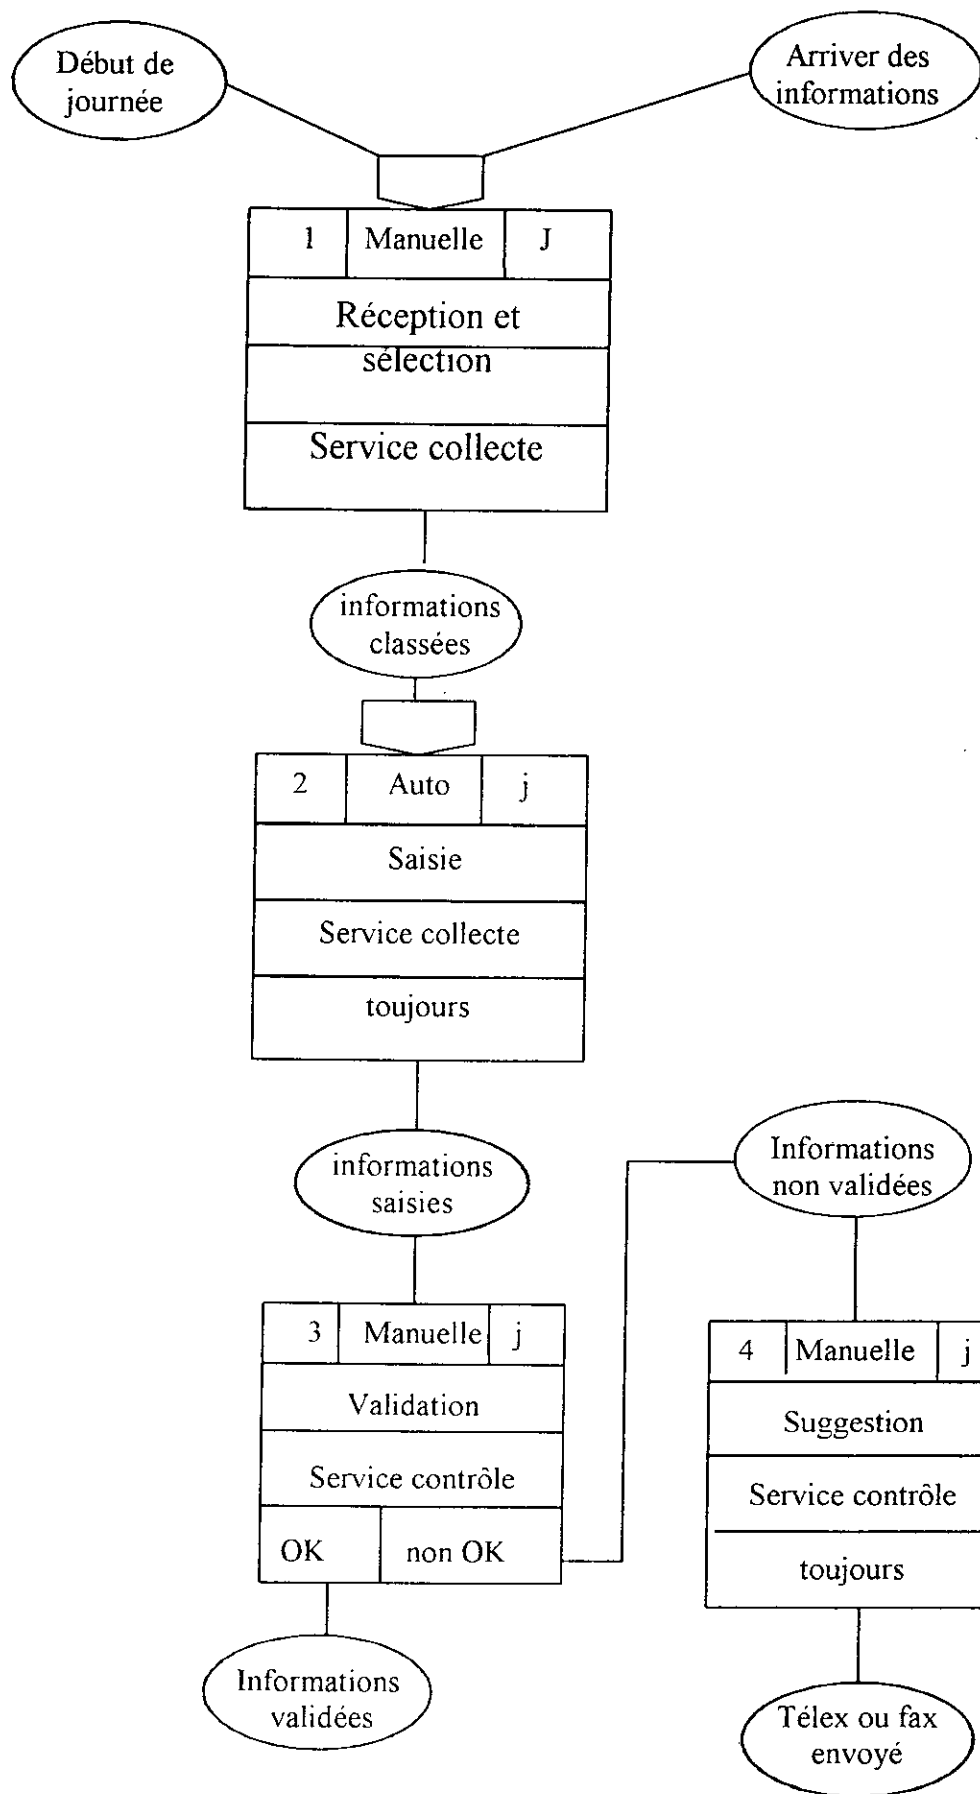 Début de
journée
Arriver des
informations
1 Manuelle J
Réception et
sélection
Service collecte
informations
classées
2 Auto j
Saisie
Service collecte
toujours
informations
saisies
Informations
non validées
3 Manuelle j
Validation
Service contrôle
OK non OK
4 Manuelle j
Suggestion
Service contrôle
toujours
Informations
validées
Télex ou fax
envoyé